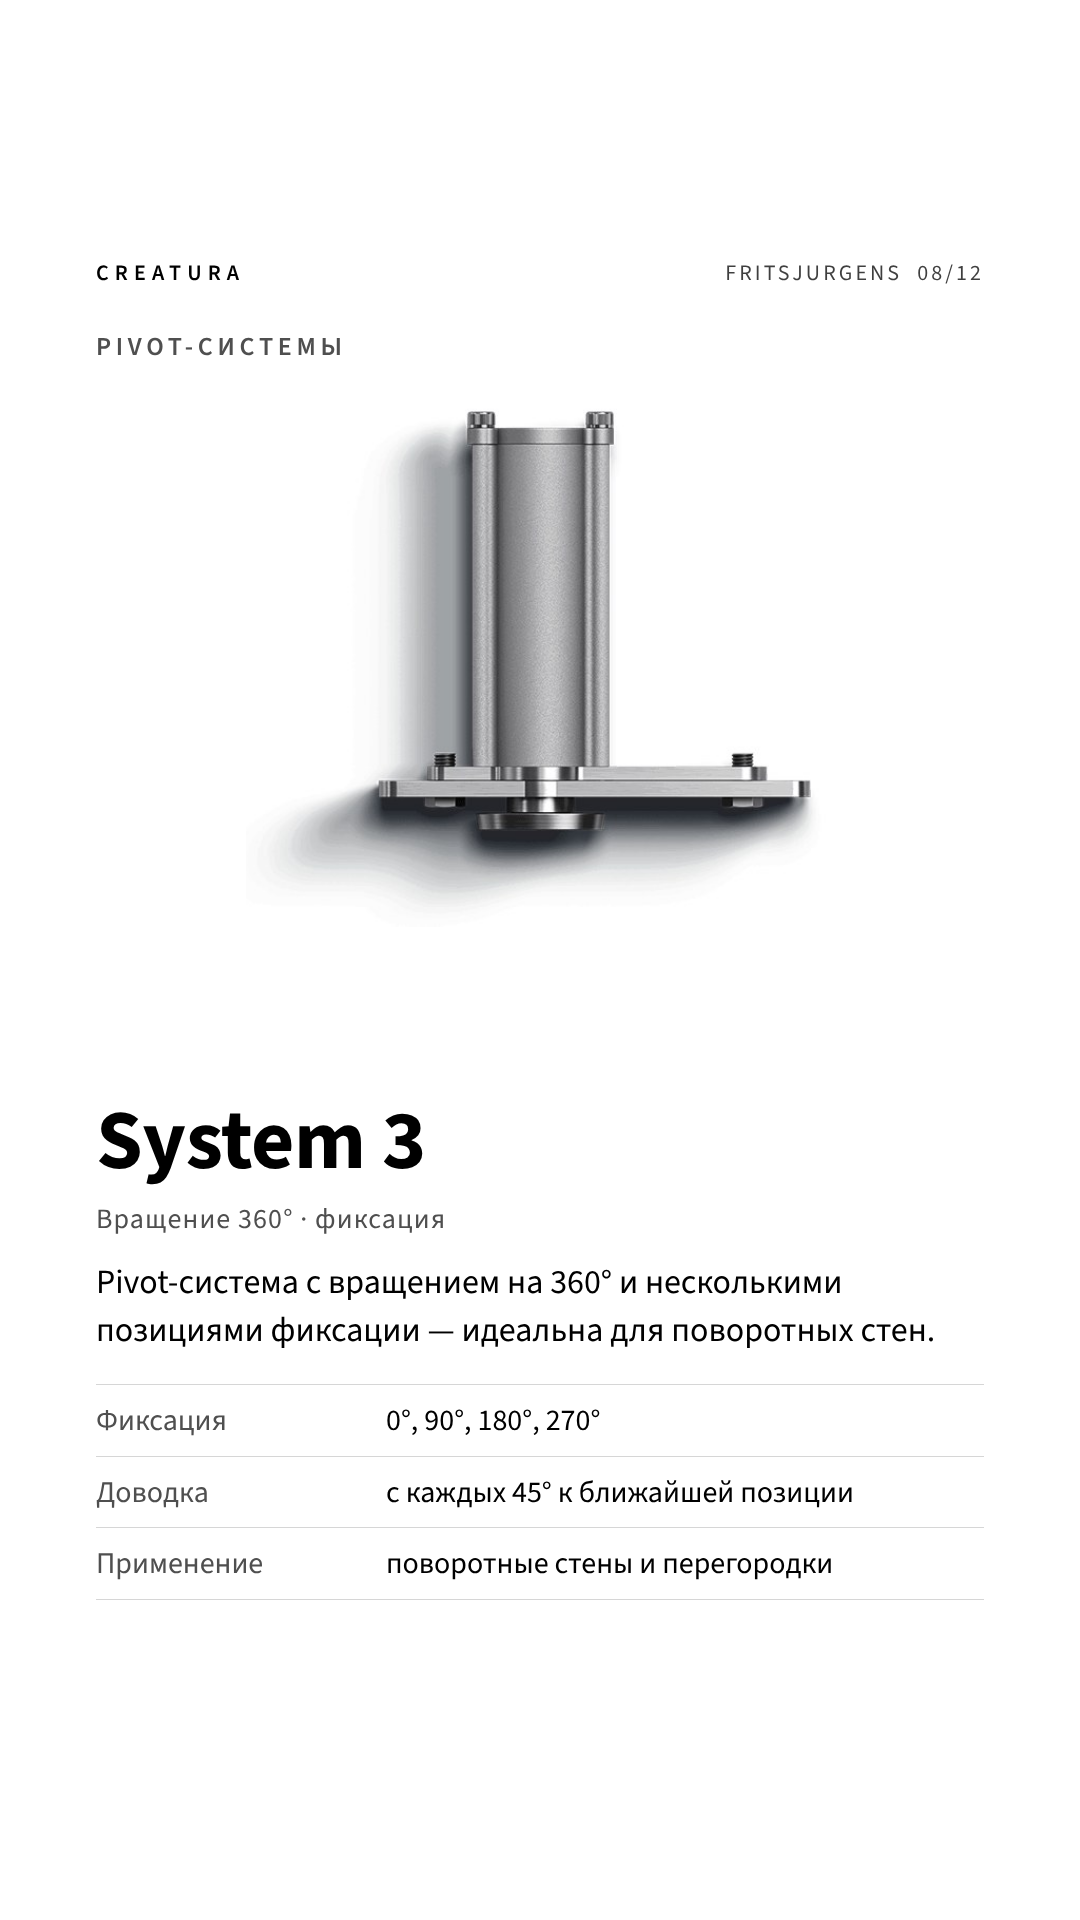 CREATURA
FRITSJURGENS 08/12
PIVOT-СИСТЕМЫ
System 3
Вращение 360° · фиксация
Pivot-система с вращением на 360° и несколькими
позициями фиксации — идеальна для поворотных стен.
Фиксация 0°, 90°, 180°, 270°
Доводка с каждых 45° к ближайшей позиции
Применение поворотные стены и перегородки